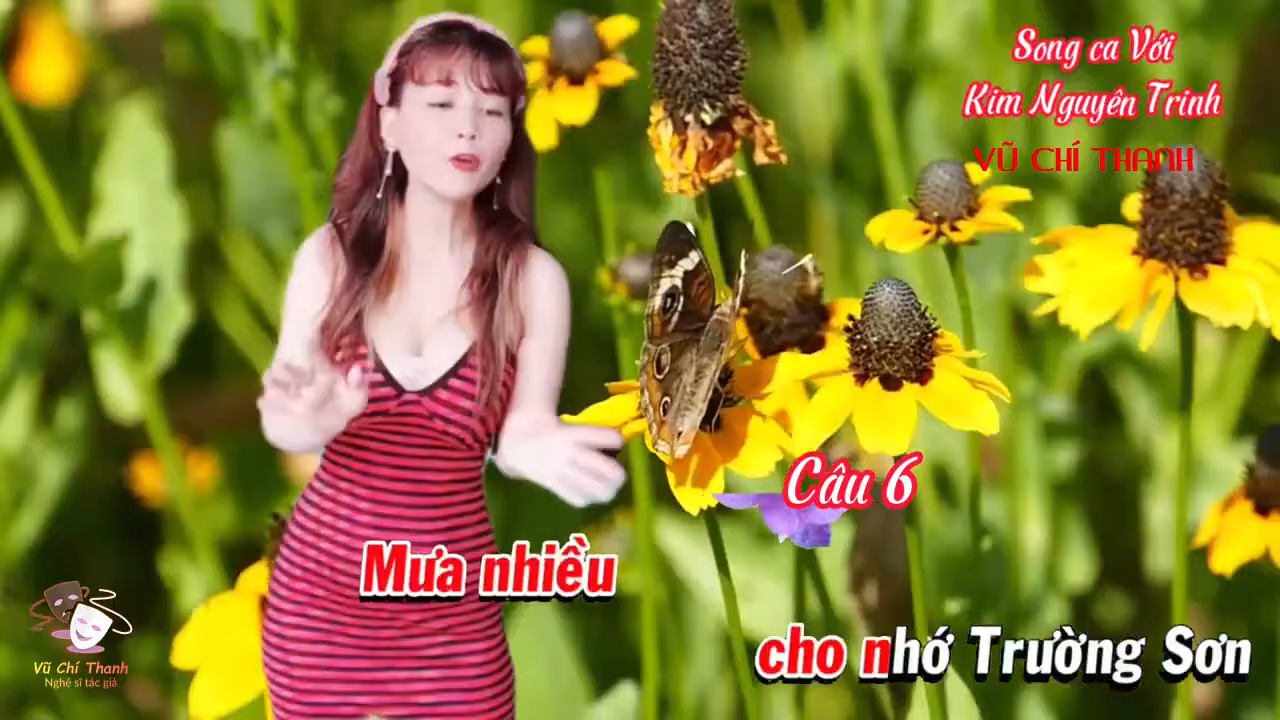 Song ca Với
Kim Nguyên Trinh
VŨ CHÍ THANH
Câu 6
Mưa nhiều
cho nhớ Trường Sơn
Vũ Chí Thanh
Nghệ sĩ tác giả